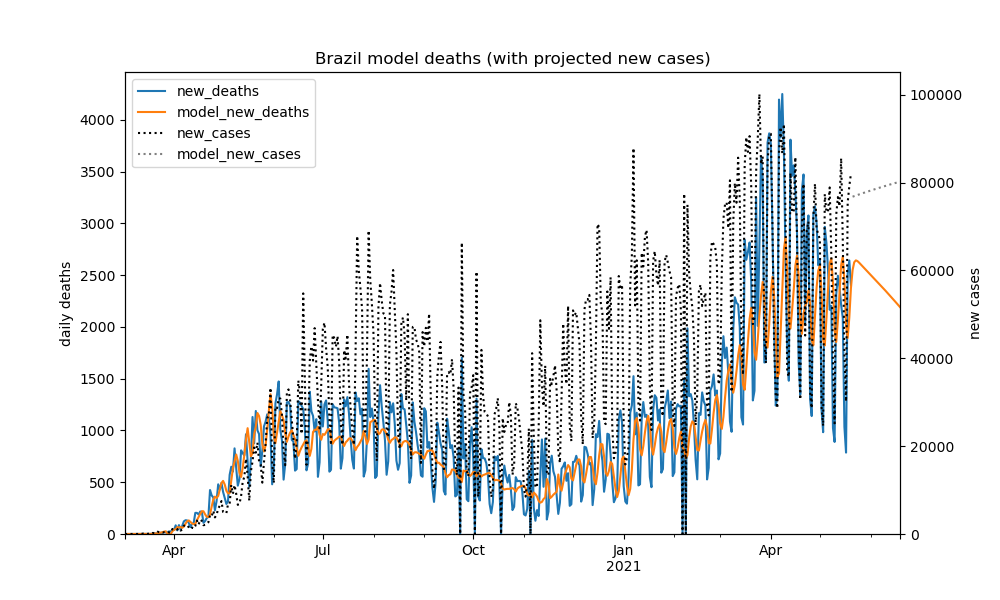 Brazil model deaths (with projected new cases)
new_deaths
model_new_deaths
new_cases
model_new_cases
daily deaths
4000
3500
3000
2500
2000
1500
1000
500
0
new cases
100000
80000
60000
40000
20000
0
Apr
Jul
Oct
Jan
2021
Apr